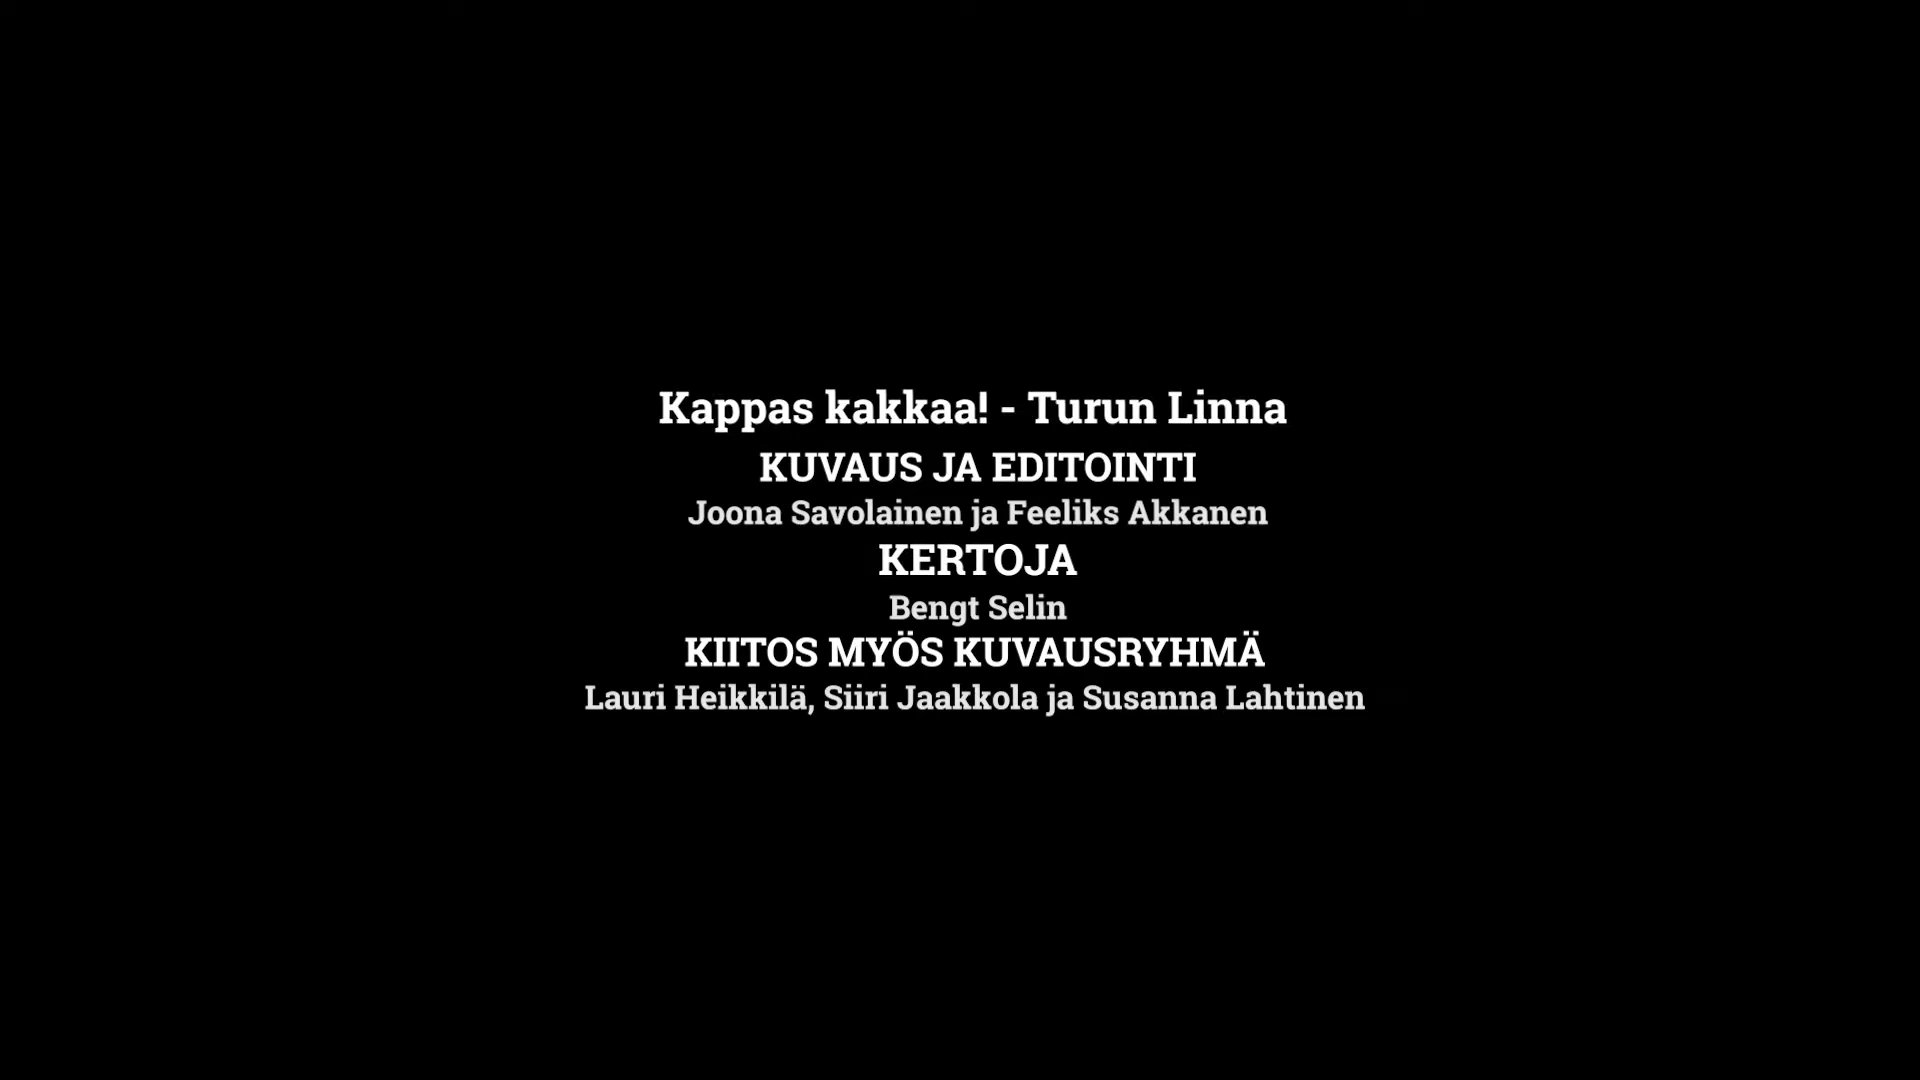 Kappas kakkaa! - Turun Linna
KUVAUS JA EDITOINTI
Joona Savolainen ja Feeliks Akkanen
KERTOJA
Bengt Selin
KIITOS MYÖS KUVAUSRYHMÄ
Lauri Heikkilä, Siiri Jaakkola ja Susanna Lahtinen